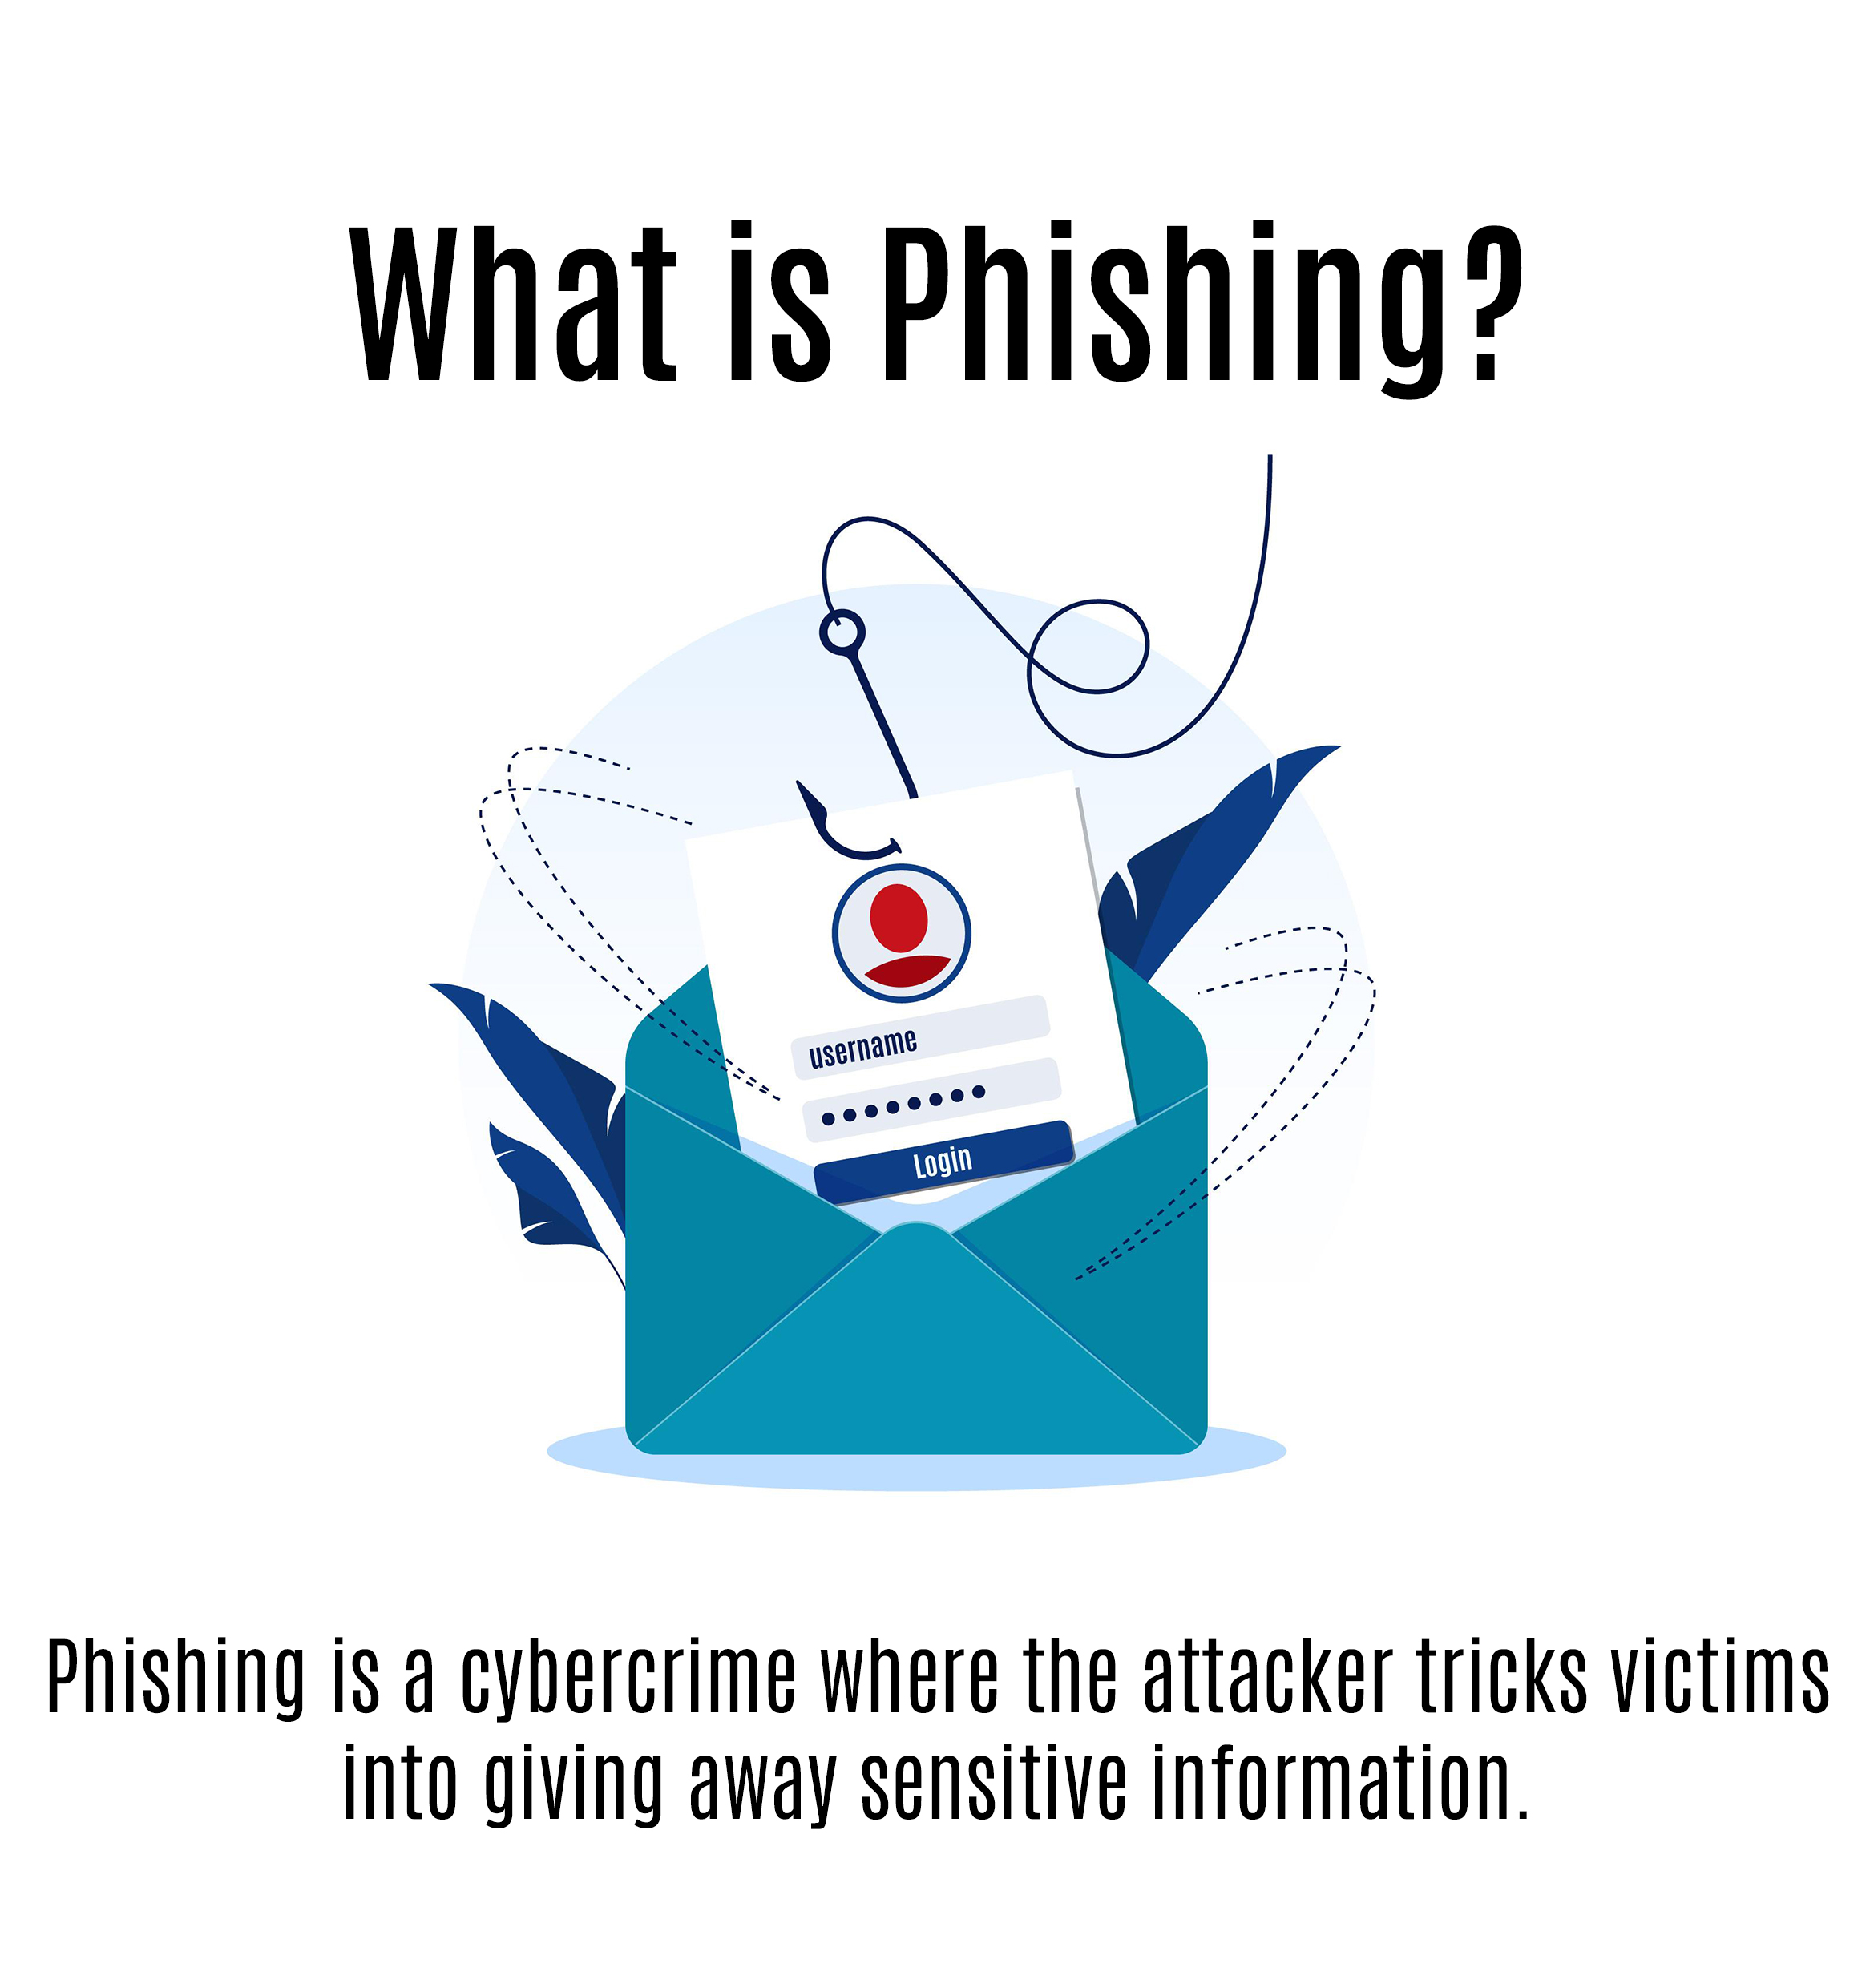 What is Phishing?
username
Login
Phishing is a cybercrime where the attacker tricks victims
into giving away sensitive information.